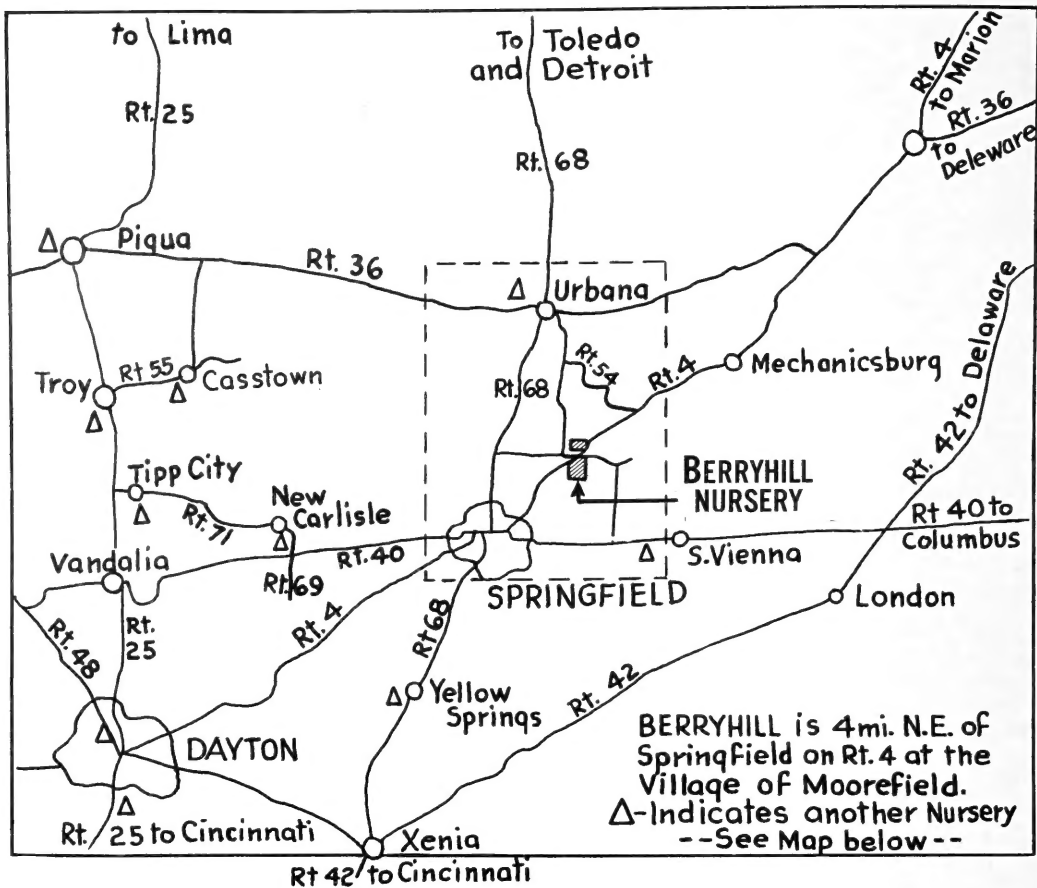 to Lima
To Toledo
and Detroit
Rt. 4
to Marion
Rt. 25
Rt. 36
to
Deleware
Rt. 68
Piqua
Rt. 36
Urbana
Rt. 42 to Delaware
Rt 55
Troy
Casstown
Rt. 54
Rt. 4
Mechanicsburg
Rt. 68
Tipp City
New
Carlisle
Rt. 71
BERRYHILL
NURSERY
Rt 40 to
Columbus
Vandalia
Rt. 40
Rt. 69
S. Vienna
SPRINGFIELD
London
Rt. 48
Rt.
25
Rt. 4
Rt 68
Rt. 42
Yellow
Springs
DAYTON
BERRYHILL is 4mi. N.E. of
Springfield on Rt. 4 at the
Village of Moorefield.
Δ-Indicates another Nursery
--See Map below--
Rt. 25 to Cincinnati
Xenia
Rt 42 to Cincinnati